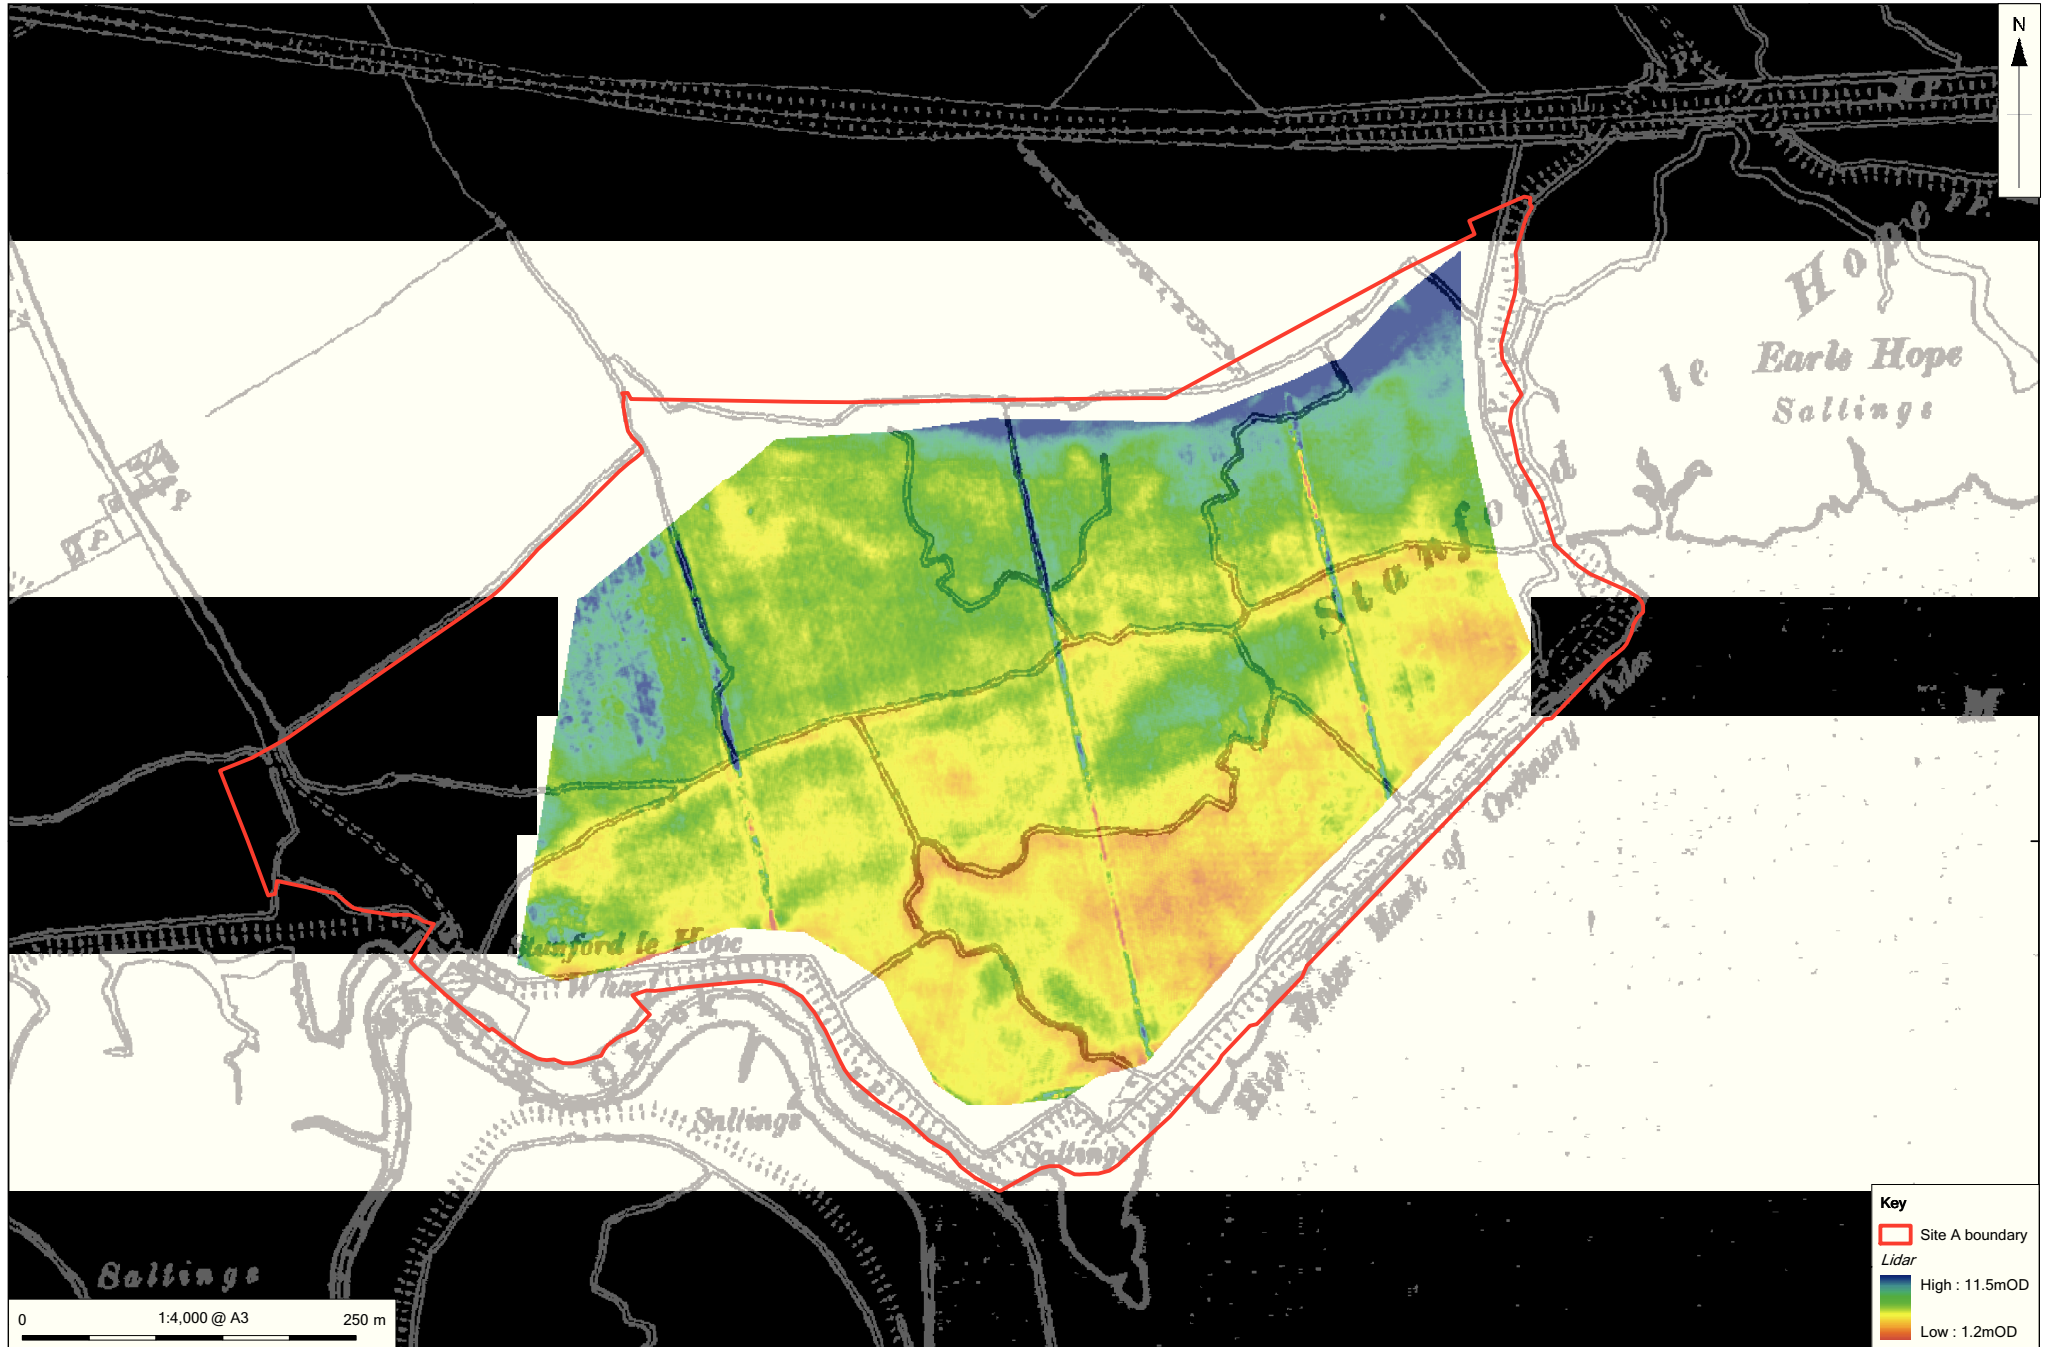 N
M.P.
P.
F.P.
Stanford le Hope
Earls Hope
Saltings
P
P
Stanford le Hope
Wharf
High Water Mark of Ordinary Tides
M
Saltings
Saltings
Saltings
Key
Site A boundary
Lidar
High : 11.5mOD
Low : 1.2mOD
0 1:4,000 @ A3 250 m